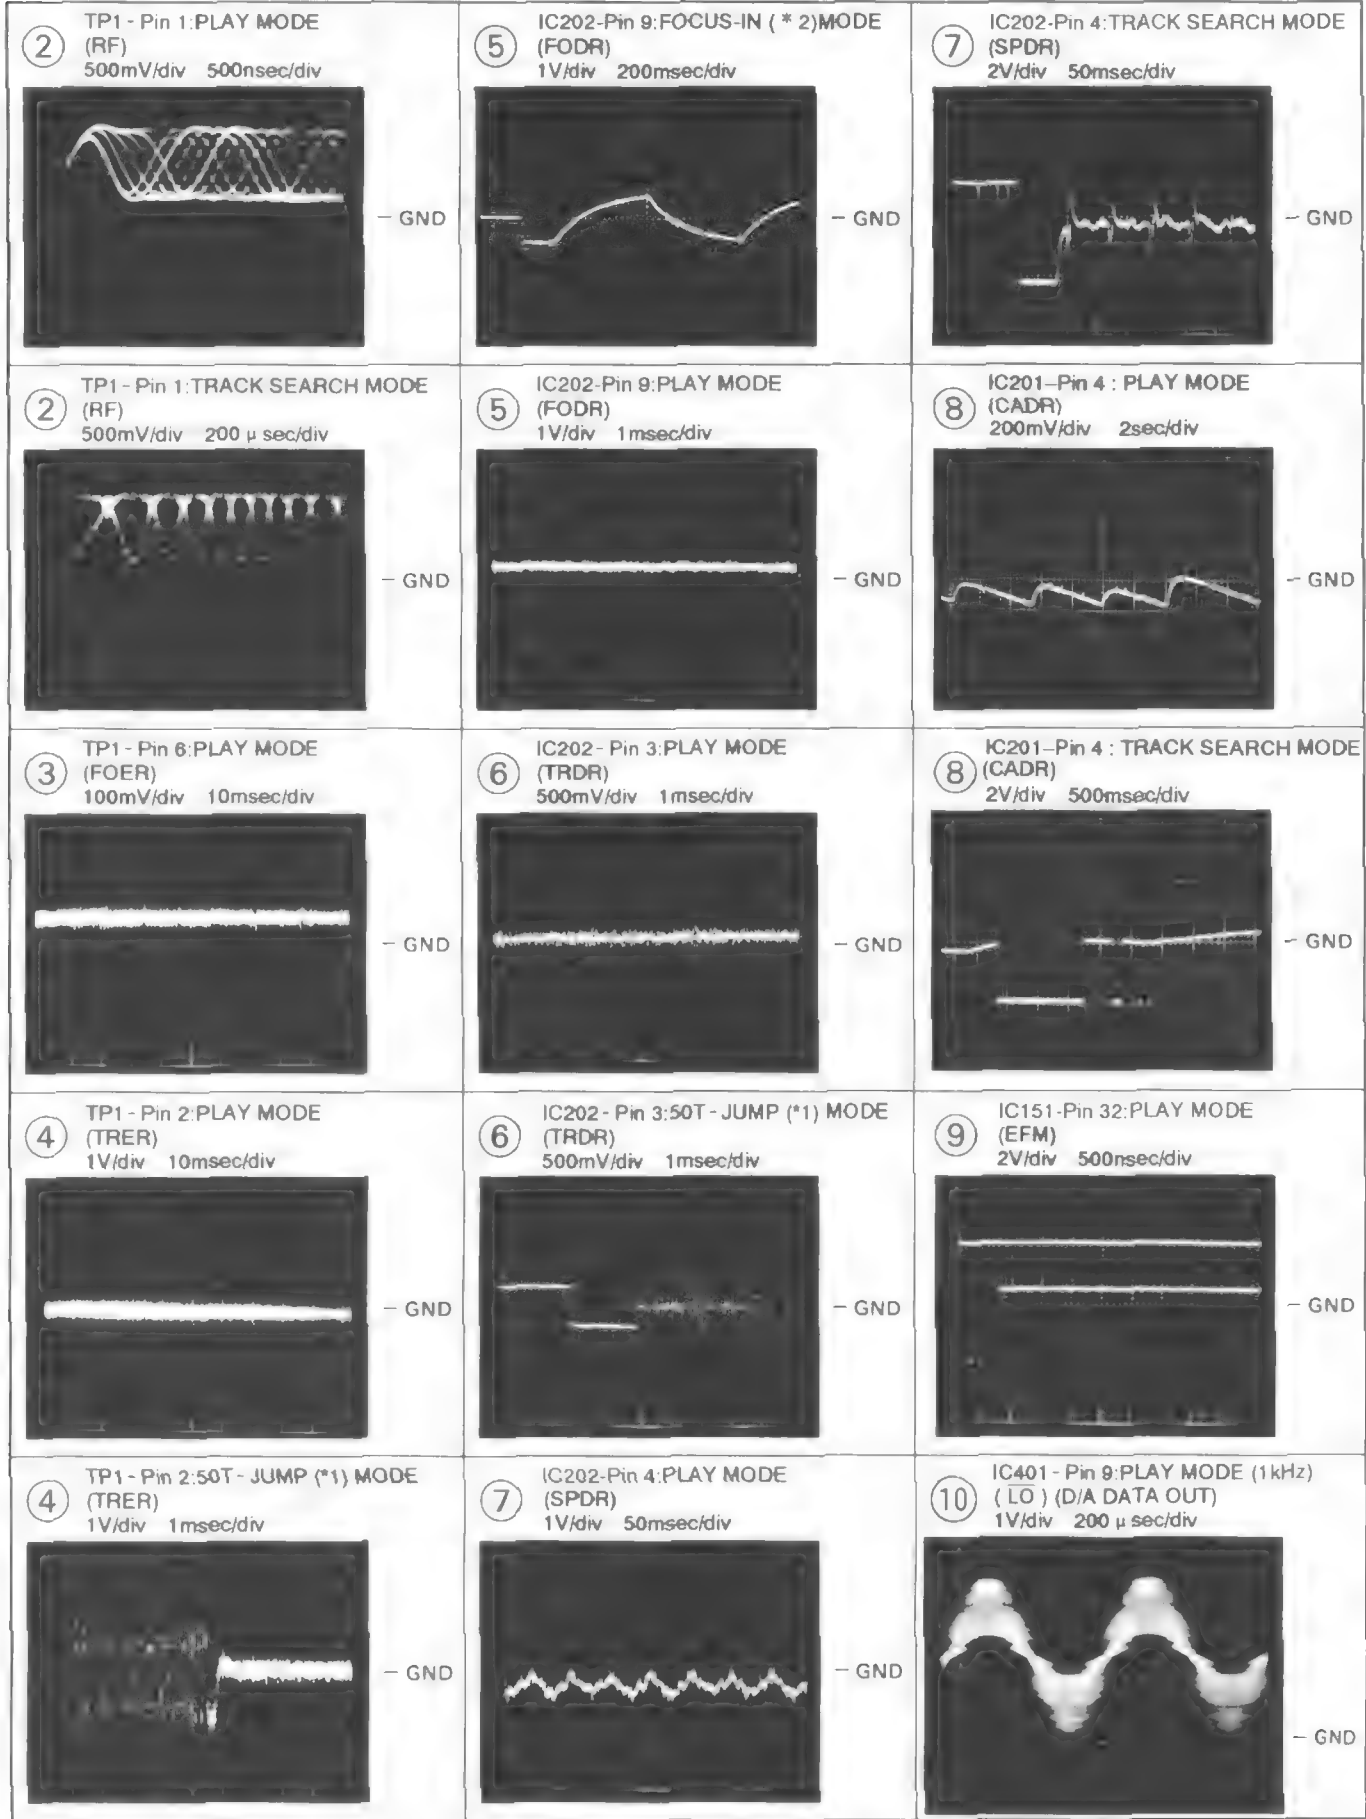 2 TP1 - Pin 1:PLAY MODE
(RF)
500mV/div 500nsec/div
– GND
5 IC202-Pin 9:FOCUS-IN ( * 2)MODE
(FODR)
1V/div 200msec/div
– GND
7 IC202-Pin 4:TRACK SEARCH MODE
(SPDR)
2V/div 50msec/div
– GND
2 TP1 - Pin 1:TRACK SEARCH MODE
(RF)
500mV/div 200 μ sec/div
– GND
5 IC202-Pin 9:PLAY MODE
(FODR)
1V/div 1msec/div
– GND
8 IC201–Pin 4 : PLAY MODE
(CADR)
200mV/div 2sec/div
– GND
3 TP1 - Pin 6:PLAY MODE
(FOER)
100mV/div 10msec/div
– GND
6 IC202 - Pin 3:PLAY MODE
(TRDR)
500mV/div 1msec/div
– GND
8 IC201–Pin 4 : TRACK SEARCH MODE
(CADR)
2V/div 500msec/div
– GND
4 TP1 - Pin 2:PLAY MODE
(TRER)
1V/div 10msec/div
– GND
6 IC202 - Pin 3:50T - JUMP (*1) MODE
(TRDR)
500mV/div 1msec/div
– GND
9 IC151-Pin 32:PLAY MODE
(EFM)
2V/div 500nsec/div
– GND
4 TP1 - Pin 2:50T - JUMP (*1) MODE
(TRER)
1V/div 1msec/div
– GND
7 IC202-Pin 4:PLAY MODE
(SPDR)
1V/div 50msec/div
– GND
10 IC401 - Pin 9:PLAY MODE (1kHz)
( L̅O̅ ) (D/A DATA OUT)
1V/div 200 μ sec/div
– GND